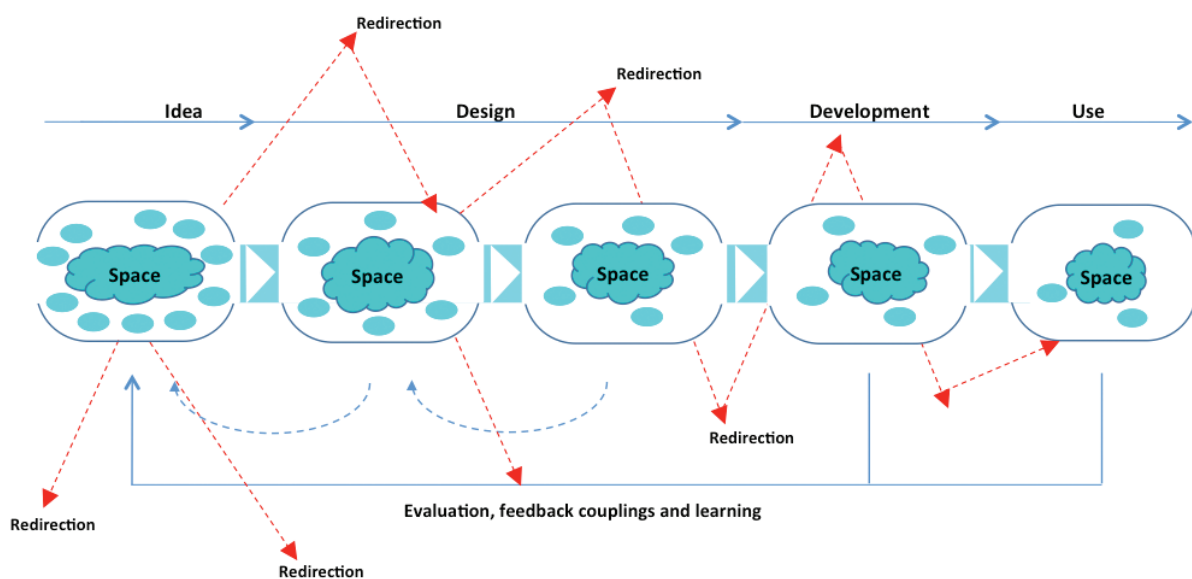 Redirection
Redirection
Idea
Design
Development
Use
Space
Space
Space
Space
Space
Redirection
Evaluation, feedback couplings and learning
Redirection
Redirection